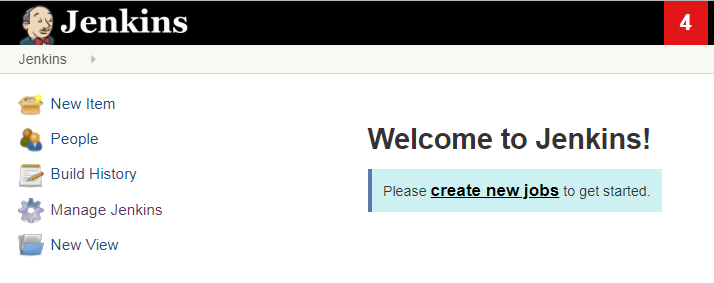 Jenkins
4
Jenkins
New Item
People
Build History
Manage Jenkins
New View
Welcome to Jenkins!
Please create new jobs to get started.